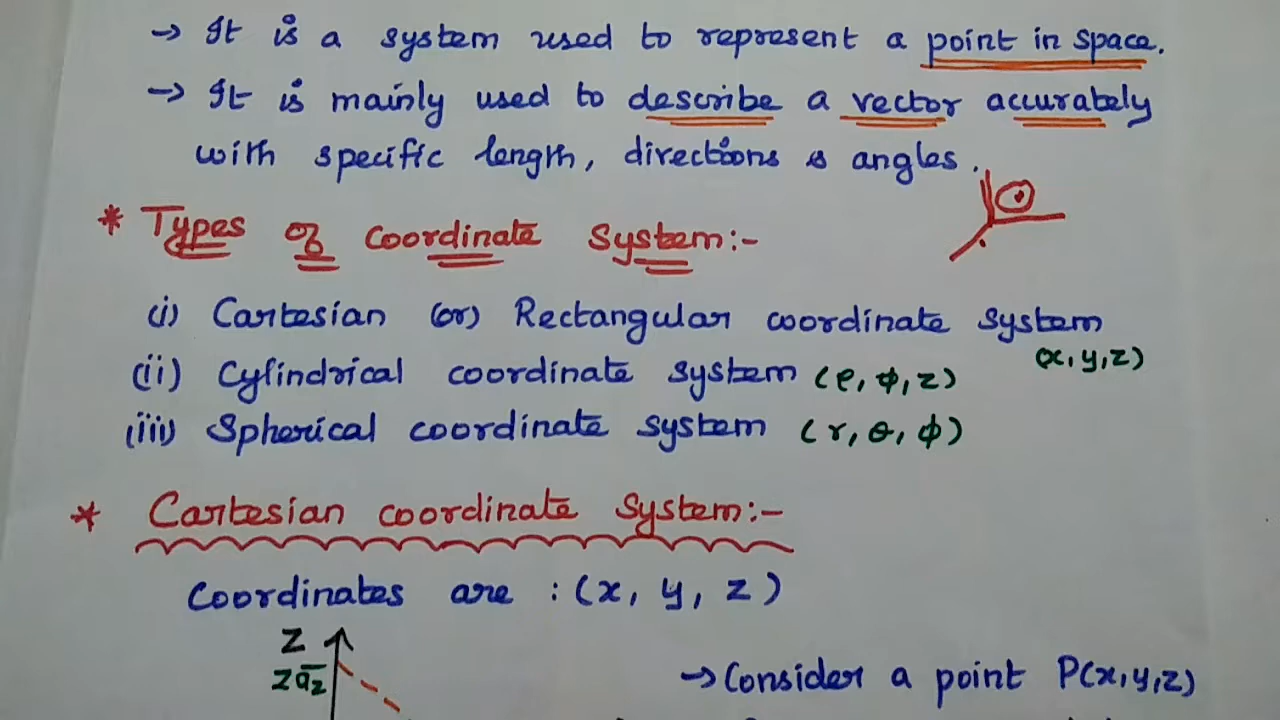 → It is a system used to represent a point in space.
→ It is mainly used to describe a vector accurately
with specific length, directions & angles.
* Types of coordinate system:-
(i) Cartesian (or) Rectangular coordinate system
(x, y, z)
(ii) Cylindrical coordinate system (ρ, φ, z)
(iii) Spherical coordinate system (r, θ, φ)
* Cartesian coordinate system:-
Coordinates are : (x, y, z)
Z
z a̅z
→ Consider a point P(x, y, z)